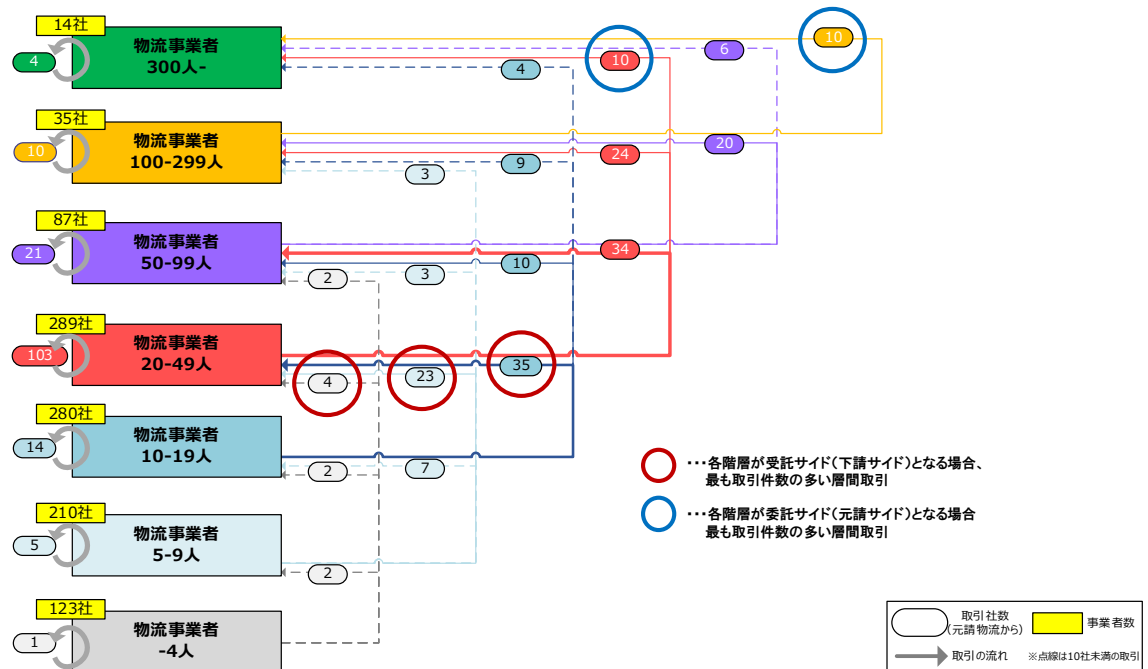 14社
物流事業者
300人-
4
10
6
10
4
35社
物流事業者
100-299人
10
20
24
9
3
87社
物流事業者
50-99人
21
34
10
3
2
289社
物流事業者
20-49人
103
35
23
4
280社
物流事業者
10-19人
14
7
2
・・・各階層が受託サイド（下請サイド）となる場合、
最も取引件数の多い層間取引
・・・各階層が委託サイド（元請サイド）となる場合
最も取引件数の多い層間取引
210社
物流事業者
5-9人
5
2
123社
物流事業者
-4人
1
取引社数
(元請物流から)
事業者数
取引の流れ
※点線は10社未満の取引